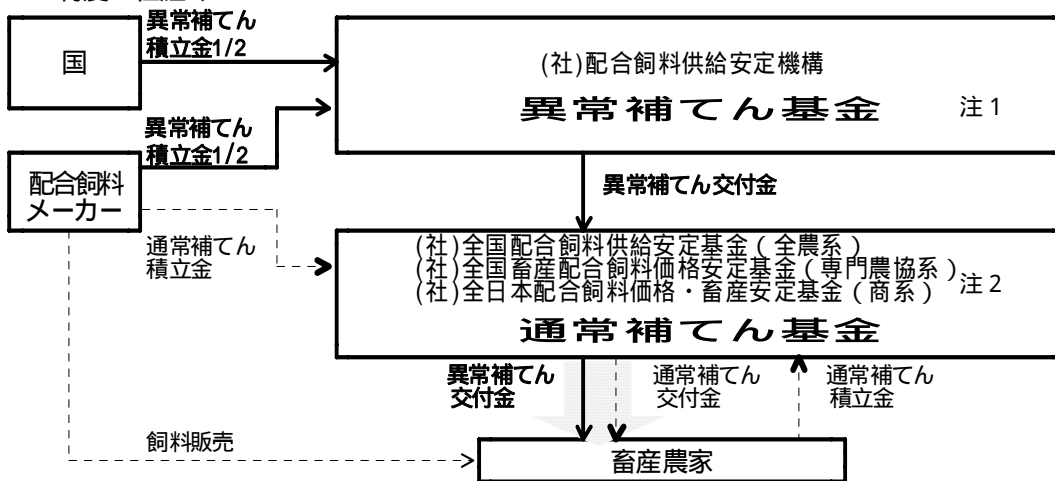 異常補てん
積立金1/2
国
(社)配合飼料供給安定機構
異常補てん基金
注1
異常補てん
積立金1/2
配合飼料
メーカー
異常補てん交付金
通常補てん
積立金
(社)全国配合飼料供給安定基金(全農系)
(社)全国畜産配合飼料価格安定基金(専門農協系)
(社)全日本配合飼料価格・畜産安定基金(商系)
注2
通常補てん基金
異常補てん
交付金
通常補てん
交付金
通常補てん
積立金
飼料販売
畜産農家